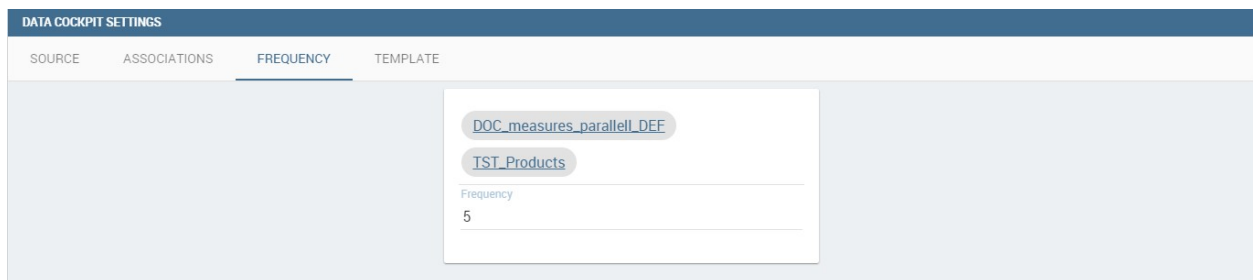 DATA COCKPIT SETTINGS
SOURCE ASSOCIATIONS FREQUENCY TEMPLATE
DOC_measures_parallell_DEF
TST_Products
Frequency
5